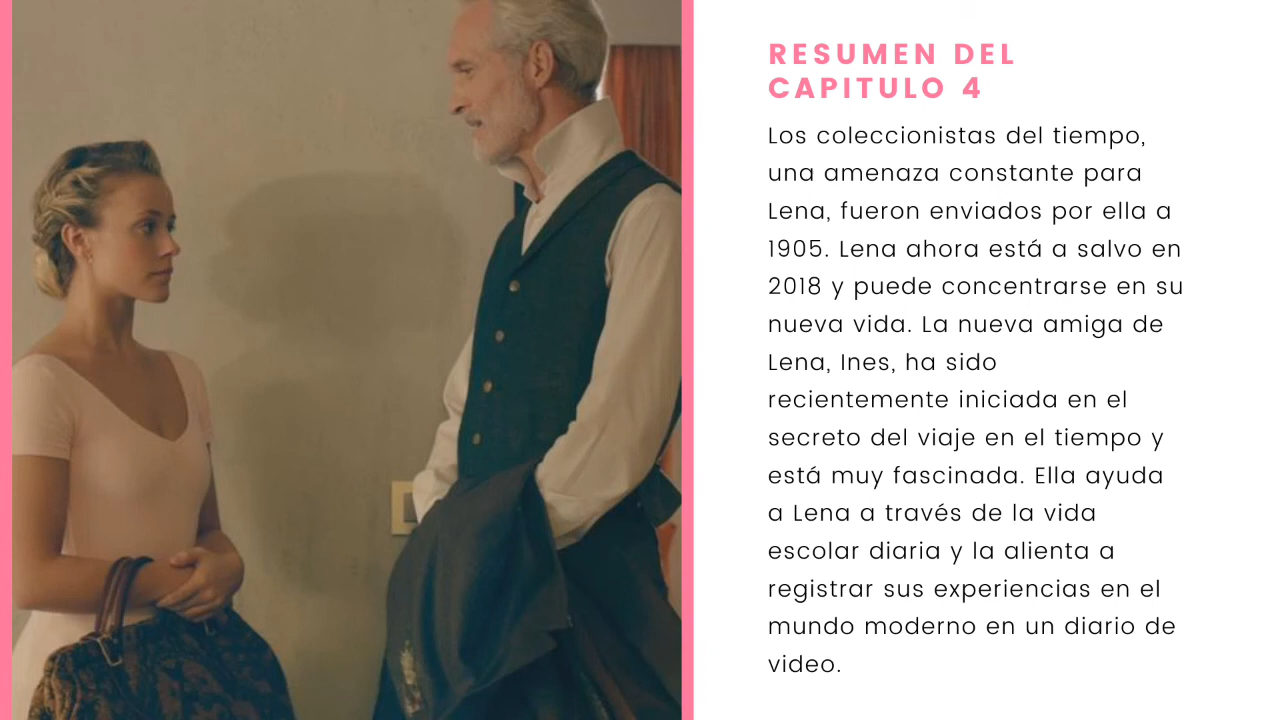 RESUMEN DEL
CAPITULO 4
Los coleccionistas del tiempo,
una amenaza constante para
Lena, fueron enviados por ella a
1905. Lena ahora está a salvo en
2018 y puede concentrarse en su
nueva vida. La nueva amiga de
Lena, Ines, ha sido
recientemente iniciada en el
secreto del viaje en el tiempo y
está muy fascinada. Ella ayuda
a Lena a través de la vida
escolar diaria y la alienta a
registrar sus experiencias en el
mundo moderno en un diario de
video.